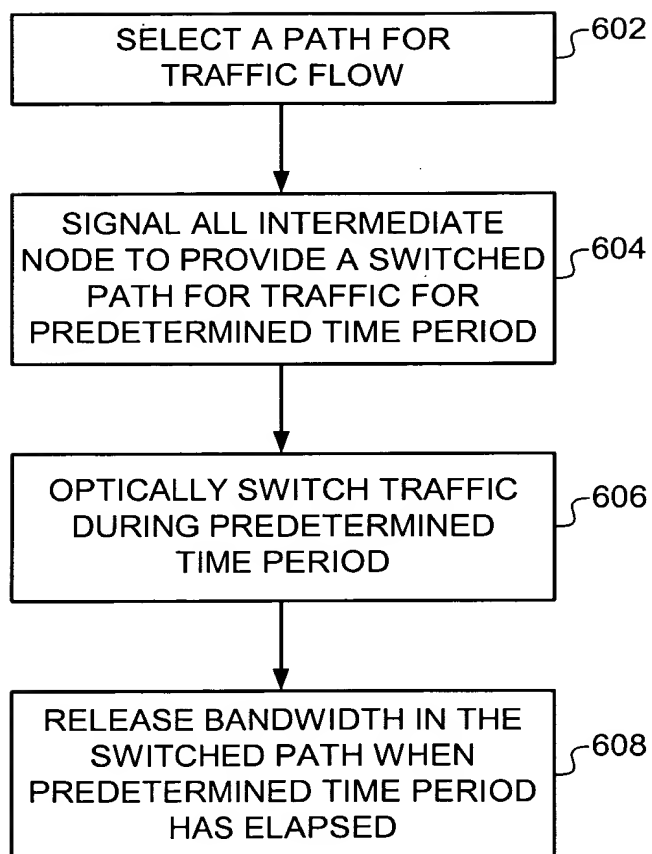 SELECT A PATH FOR
TRAFFIC FLOW
602
SIGNAL ALL INTERMEDIATE
NODE TO PROVIDE A SWITCHED
PATH FOR TRAFFIC FOR
PREDETERMINED TIME PERIOD
604
OPTICALLY SWITCH TRAFFIC
DURING PREDETERMINED
TIME PERIOD
606
RELEASE BANDWIDTH IN THE
SWITCHED PATH WHEN
PREDETERMINED TIME PERIOD
HAS ELAPSED
608